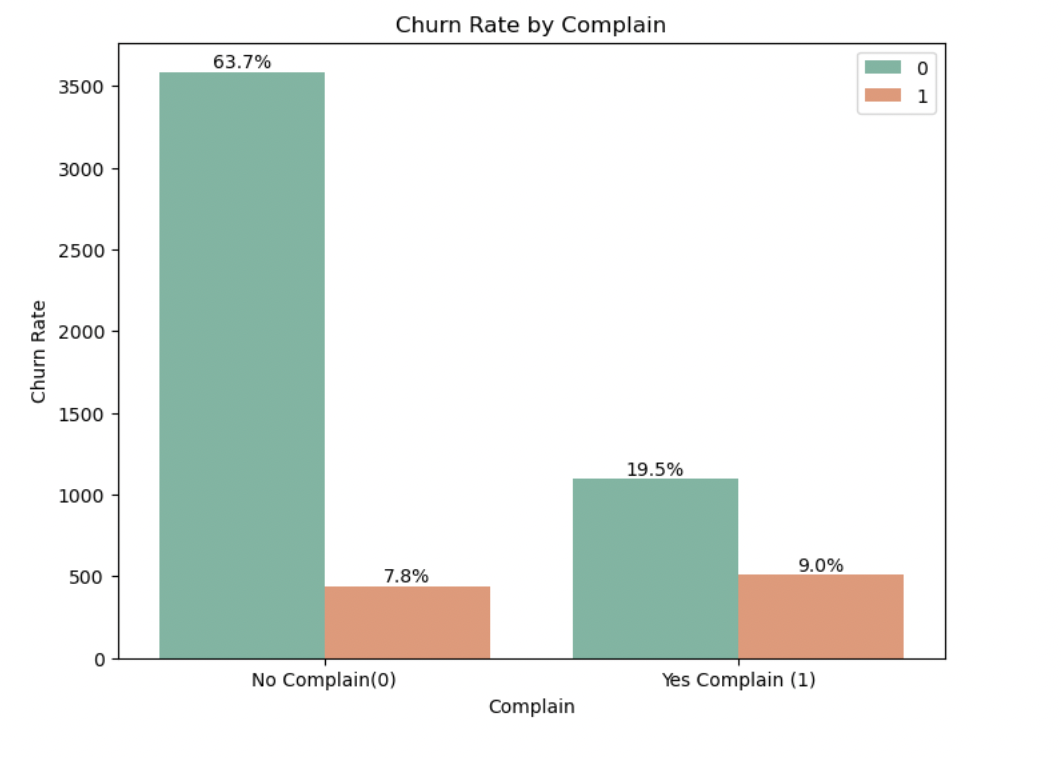 Churn Rate by Complain
63.7%
0
1
3500
3000
2500
2000
1500
1000
500
0
Churn Rate
19.5%
7.8%
9.0%
No Complain(0)
Yes Complain (1)
Complain